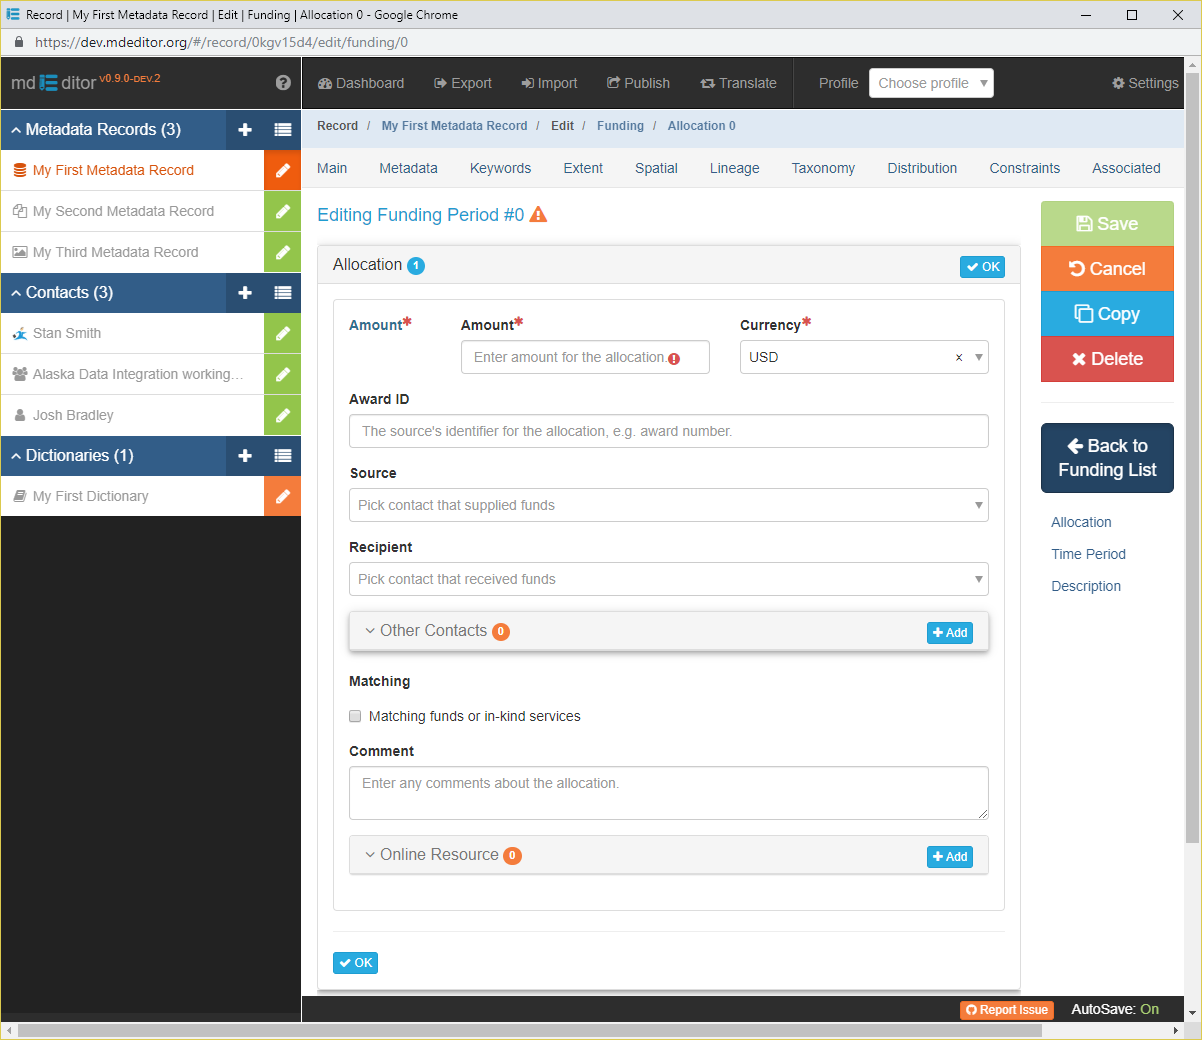 Record | My First Metadata Record | Edit | Funding | Allocation 0 - Google Chrome
https://dev.mdeditor.org/#/record/0kgv15d4/edit/funding/0
md ditor v0.9.0-dev.2
Dashboard Export Import Publish Translate Profile Choose profile Settings
Metadata Records (3)
My First Metadata Record
My Second Metadata Record
My Third Metadata Record
Contacts (3)
Stan Smith
Alaska Data Integration working...
Josh Bradley
Dictionaries (1)
My First Dictionary
Record / My First Metadata Record / Edit / Funding / Allocation 0
Main Metadata Keywords Extent Spatial Lineage Taxonomy Distribution Constraints Associated
Editing Funding Period #0
Allocation 1 OK
Amount* Amount* Currency*
Enter amount for the allocation. USD ×
Award ID
The source's identifier for the allocation, e.g. award number.
Source
Pick contact that supplied funds
Recipient
Pick contact that received funds
Other Contacts 0 Add
Matching
Matching funds or in-kind services
Comment
Enter any comments about the allocation.
Online Resource 0 Add
OK
Save
Cancel
Copy
Delete
Back to
Funding List
Allocation
Time Period
Description
Report Issue AutoSave: On